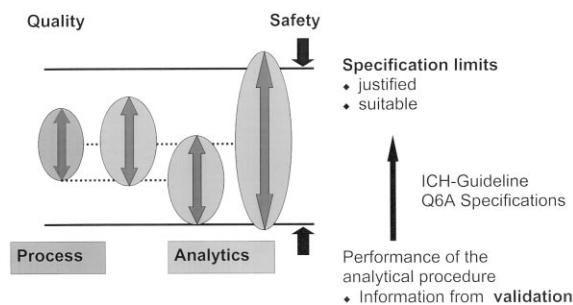 Quality
Safety
Specification limits
♦ justified
♦ suitable
ICH-Guideline
Q6A Specifications
Process
Analytics
Performance of the
analytical procedure
♦ Information from validation